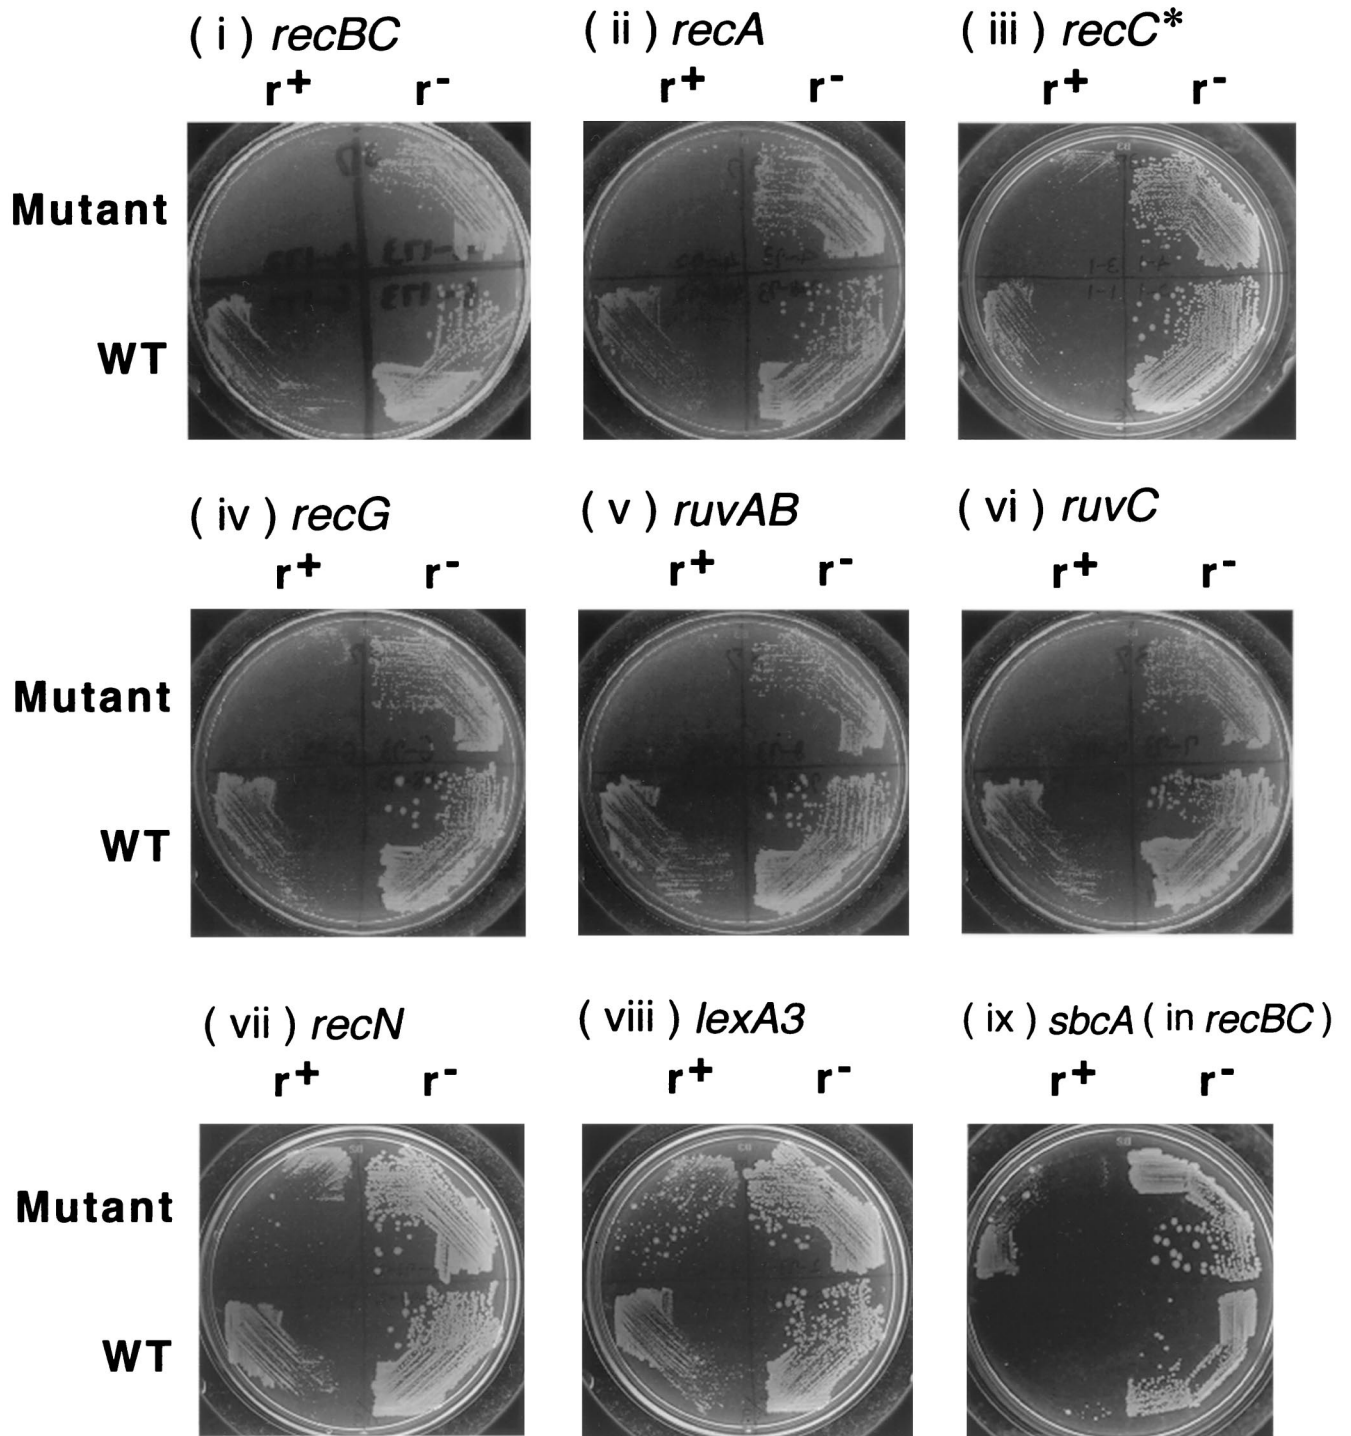 ( i ) recBC
( ii ) recA
( iii ) recC*
r+ r-
r+ r-
r+ r-
Mutant
WT
( iv ) recG
( v ) ruvAB
( vi ) ruvC
r+ r-
r+ r-
r+ r-
Mutant
WT
( vii ) recN
( viii ) lexA3
( ix ) sbcA ( in recBC )
r+ r-
r+ r-
r+ r-
Mutant
WT